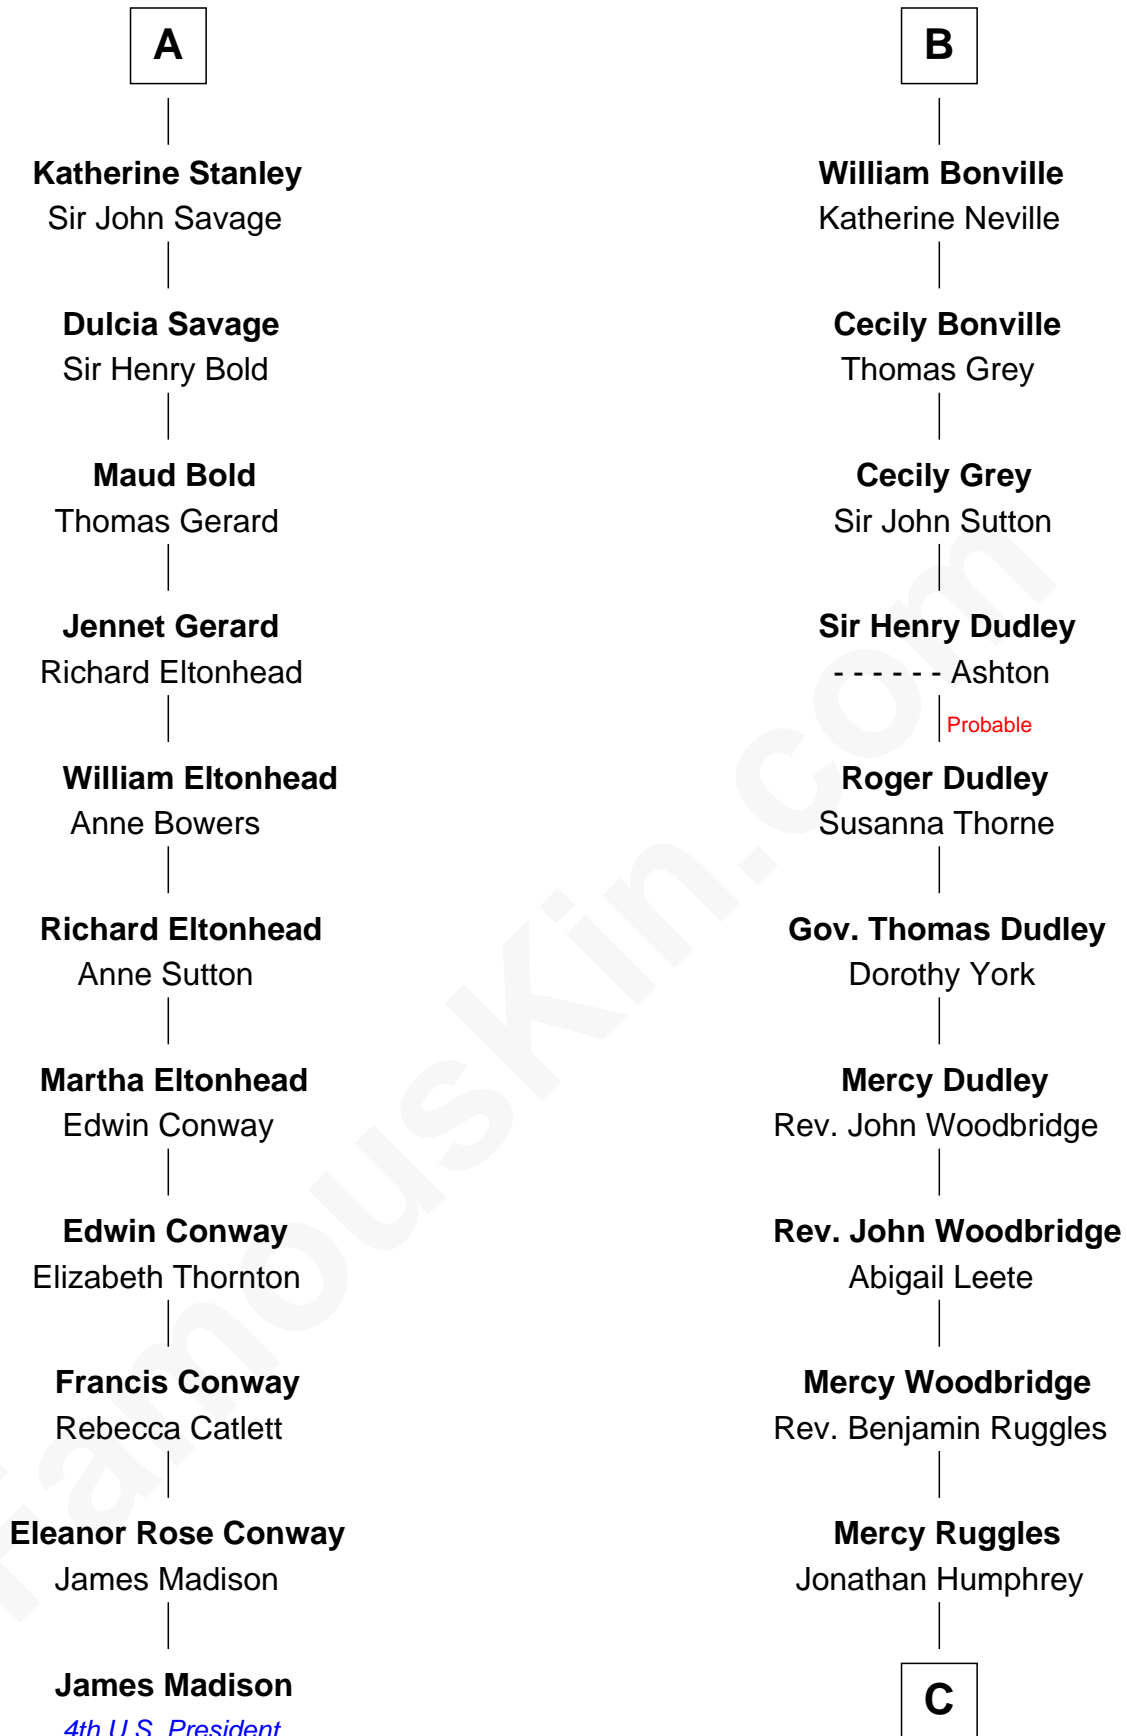 A
Katherine Stanley
Sir John Savage
Dulcia Savage
Sir Henry Bold
Maud Bold
Thomas Gerard
Jennet Gerard
Richard Eltonhead
William Eltonhead
Anne Bowers
Richard Eltonhead
Anne Sutton
Martha Eltonhead
Edwin Conway
Edwin Conway
Elizabeth Thornton
Francis Conway
Rebecca Catlett
Eleanor Rose Conway
James Madison
James Madison
4th U.S. President
B
William Bonville
Katherine Neville
Cecily Bonville
Thomas Grey
Cecily Grey
Sir John Sutton
Sir Henry Dudley
- - - - - - Ashton
Probable
Roger Dudley
Susanna Thorne
Gov. Thomas Dudley
Dorothy York
Mercy Dudley
Rev. John Woodbridge
Rev. John Woodbridge
Abigail Leete
Mercy Woodbridge
Rev. Benjamin Ruggles
Mercy Ruggles
Jonathan Humphrey
C
FamousKin.com